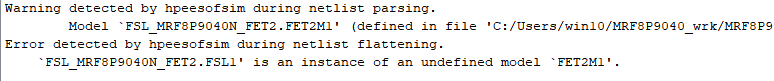 Warning detected by hpeesofsim during netlist parsing.
Model `FSL_MRF8P9040N_FET2.FET2M1' (defined in file 'C:/Users/win10/MRF8P9040_wrk/MRF8P9
Error detected by hpeesofsim during netlist flattening.
`FSL_MRF8P9040N_FET2.FSL1' is an instance of an undefined model `FET2M1'.